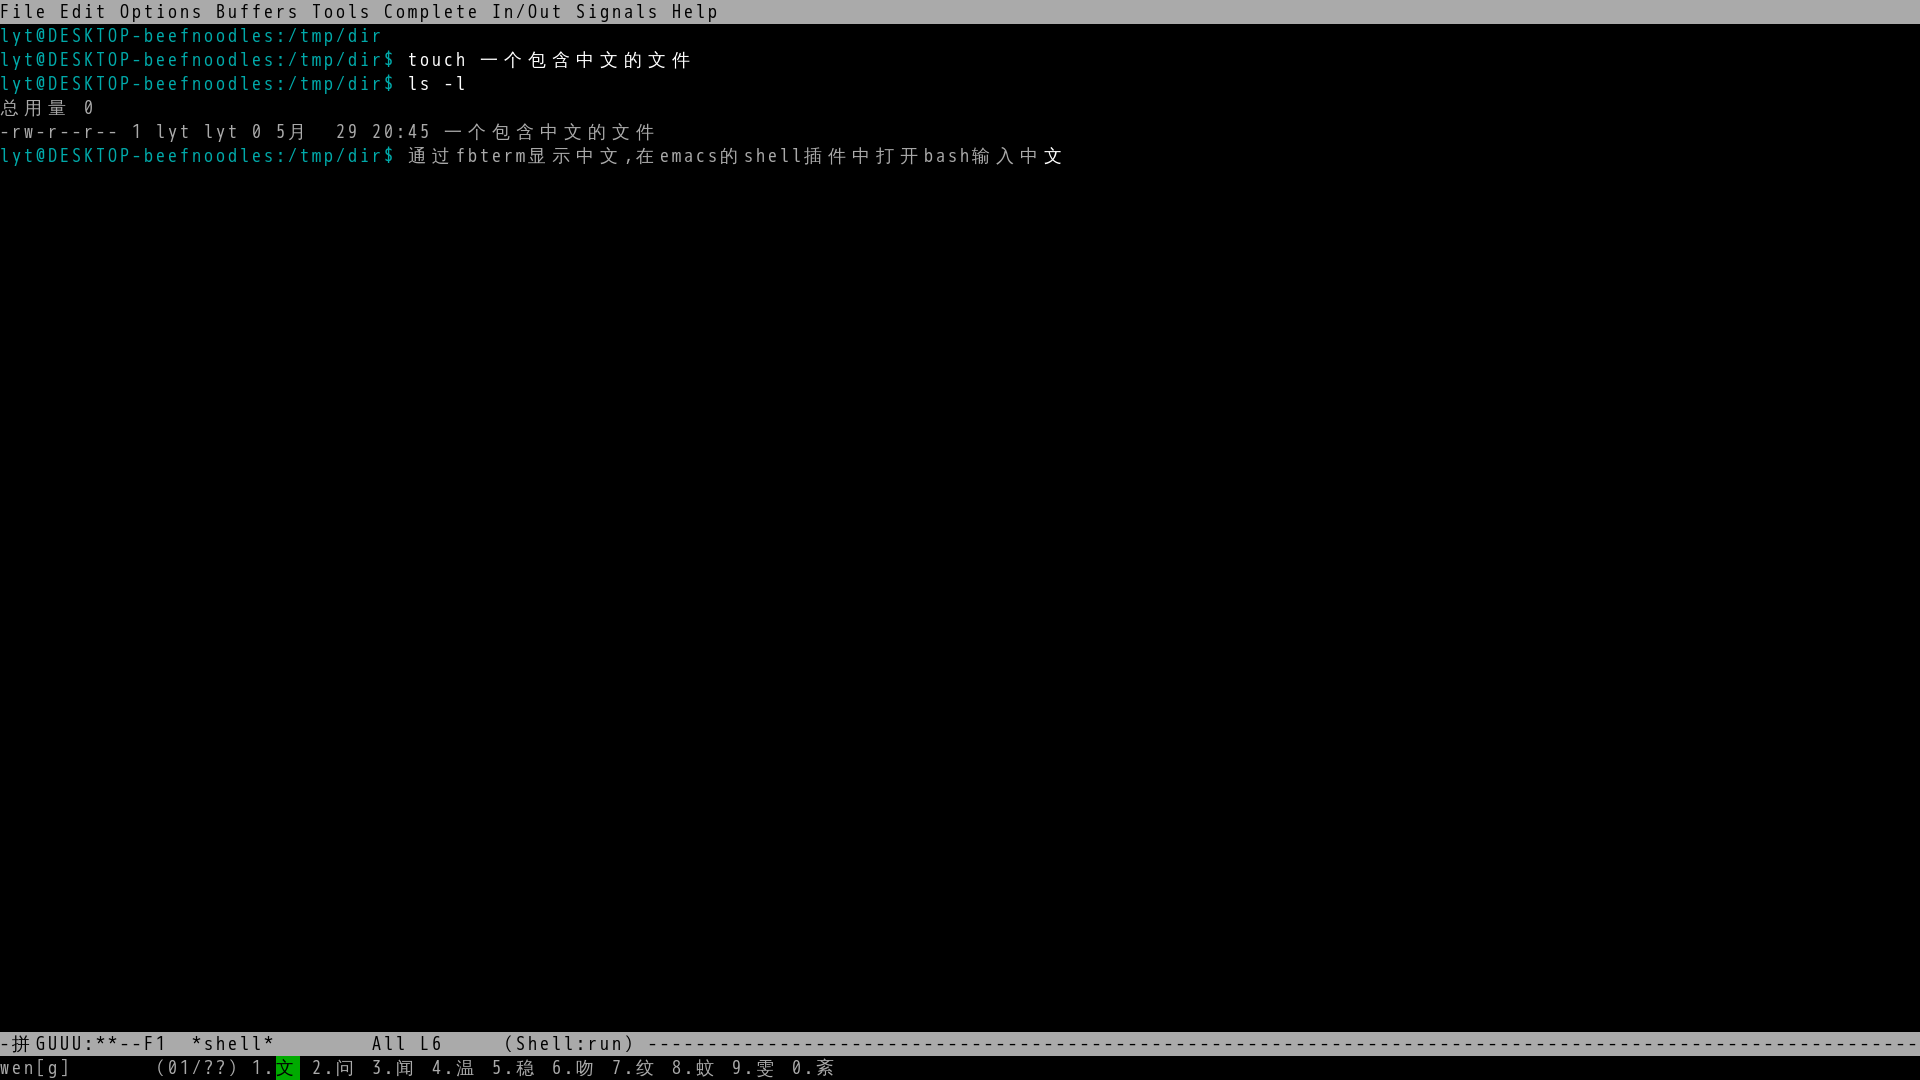 File Edit Options Buffers Tools Complete In/Out Signals Help
lyt@DESKTOP-beefnoodles:/tmp/dir
lyt@DESKTOP-beefnoodles:/tmp/dir$ touch 一个包含中文的文件
lyt@DESKTOP-beefnoodles:/tmp/dir$ ls -l
总用量 0
-rw-r--r-- 1 lyt lyt 0 5月  29 20:45 一个包含中文的文件
lyt@DESKTOP-beefnoodles:/tmp/dir$ 通过fbterm显示中文,在emacs的shell插件中打开bash输入中文
-拼GUUU:**--F1  *shell*        All L6     (Shell:run) ----------------------------------------------------------------------------------------------------------
wen[g]       (01/??) 1.文 2.问 3.闻 4.温 5.稳 6.吻 7.纹 8.蚊 9.雯 0.紊